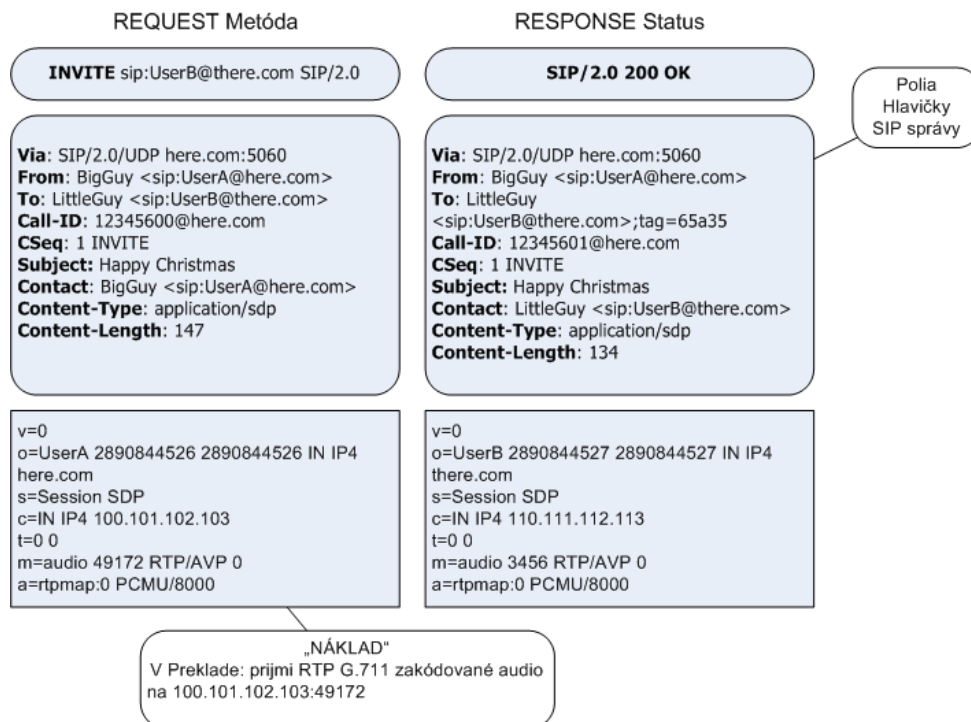 REQUEST Metóda
INVITE sip:UserB@there.com SIP/2.0
Via: SIP/2.0/UDP here.com:5060
From: BigGuy <sip:UserA@here.com>
To: LittleGuy <sip:UserB@there.com>
Call-ID: 12345600@here.com
CSeq: 1 INVITE
Subject: Happy Christmas
Contact: BigGuy <sip:UserA@here.com>
Content-Type: application/sdp
Content-Length: 147
v=0
o=UserA 2890844526 2890844526 IN IP4
here.com
s=Session SDP
c=IN IP4 100.101.102.103
t=0 0
m=audio 49172 RTP/AVP 0
a=rtpmap:0 PCMU/8000
„NÁKLAD“
V Preklade: prijmi RTP G.711 zakódované audio
na 100.101.102.103:49172
RESPONSE Status
SIP/2.0 200 OK
Via: SIP/2.0/UDP here.com:5060
From: BigGuy <sip:UserA@here.com>
To: LittleGuy
<sip:UserB@there.com>;tag=65a35
Call-ID: 12345601@here.com
CSeq: 1 INVITE
Subject: Happy Christmas
Contact: LittleGuy <sip:UserB@there.com>
Content-Type: application/sdp
Content-Length: 134
v=0
o=UserB 2890844527 2890844527 IN IP4
there.com
s=Session SDP
c=IN IP4 110.111.112.113
t=0 0
m=audio 3456 RTP/AVP 0
a=rtpmap:0 PCMU/8000
Polia
Hlavičky
SIP správy